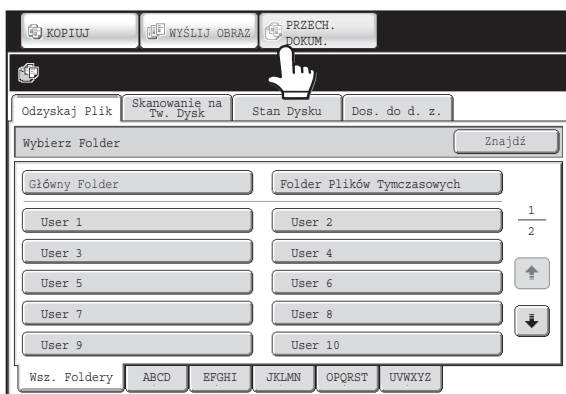 KOPIUJ
WYŚLIJ OBRAZ
PRZECH.
DOKUM.
Odzyskaj Plik
Skanowanie na
Tw. Dysk
Stan Dysku
Dos. do d. z.
Wybierz Folder
Znajdź
Główny Folder
Folder Plików Tymczasowych
User 1
User 2
1
2
User 3
User 4
User 5
User 6
User 7
User 8
User 9
User 10
Wsz. Foldery
ABCD
EFGHI
JKLMN
OPQRST
UVWXYZ